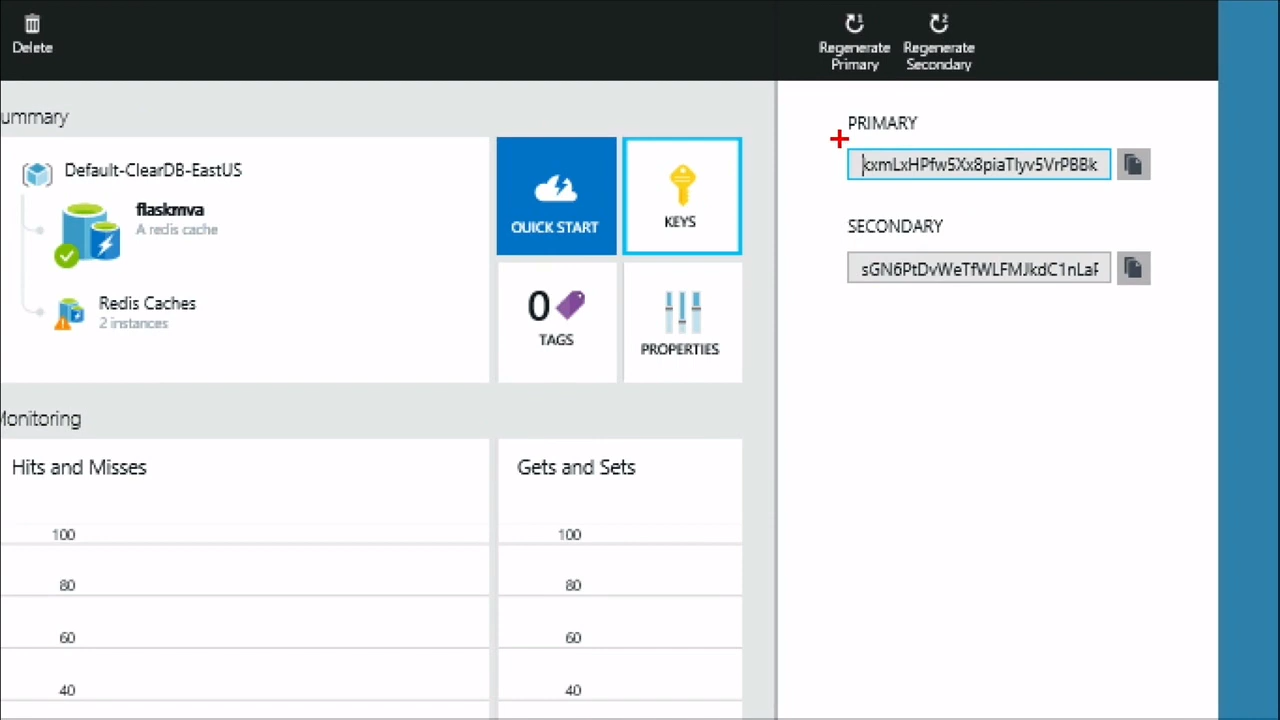 Delete
Regenerate
Primary
Regenerate
Secondary
ummary
Default-ClearDB-EastUS
flaskmva
A redis cache
Redis Caches
2 instances
QUICK START
KEYS
0
TAGS
PROPERTIES
PRIMARY
SECONDARY
Monitoring
Hits and Misses
100
80
60
40
Gets and Sets
100
80
60
40